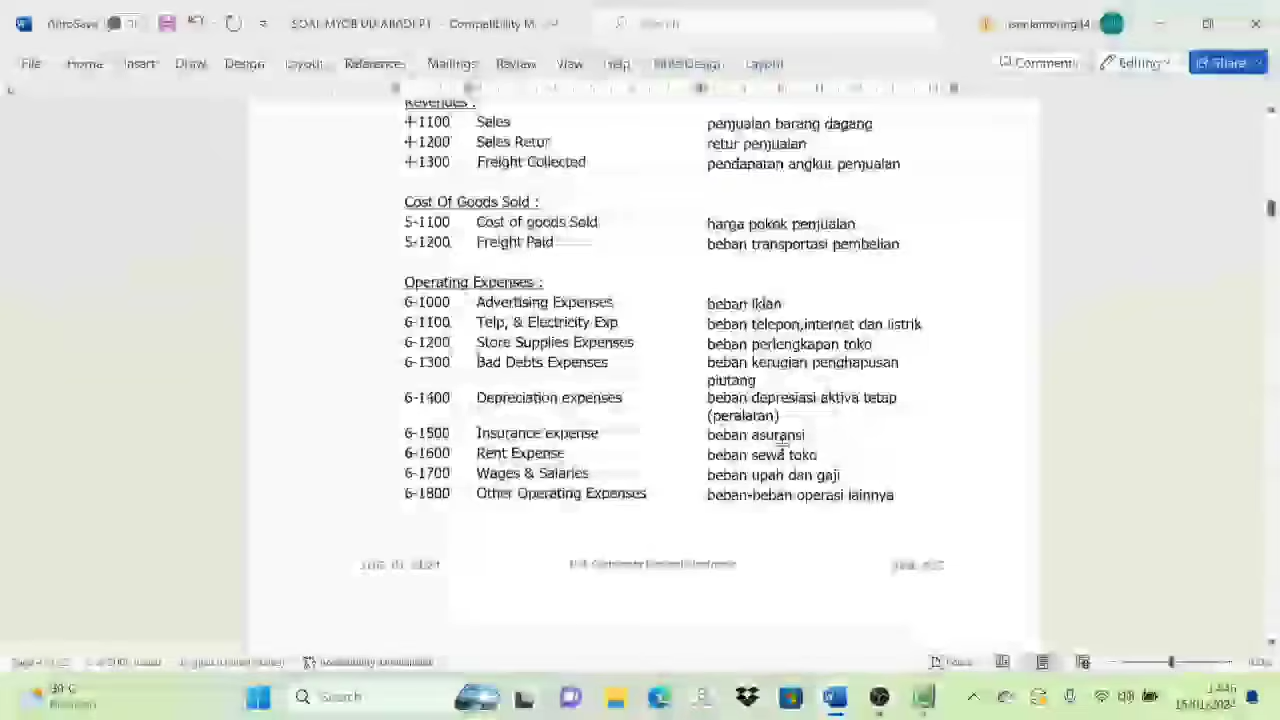 File Home Insert Draw Design Layout References Mailings Review View Help Table Design Layout Comments Editing Share
Search
Revenues :
4-1100 Sales penjualan barang dagang
4-1200 Sales Retur retur penjualan
4-1300 Freight Collected pendapatan angkut penjualan
Cost Of Goods Sold :
5-1100 Cost of goods Sold harga pokok penjualan
5-1200 Freight Paid beban transportasi pembelian
Operating Expenses :
6-1000 Advertising Expenses beban iklan
6-1100 Telp, & Electricity Exp beban telepon,internet dan listrik
6-1200 Store Supplies Expenses beban perlengkapan toko
6-1300 Bad Debts Expenses beban kerugian penghapusan
piutang
6-1400 Depreciation expenses beban depresiasi aktiva tetap
(peralatan)
6-1500 Insurance expense beban asuransi
6-1600 Rent Expense beban sewa toko
6-1700 Wages & Salaries beban upah dan gaji
6-1800 Other Operating Expenses beban-beban operasi lainnya
Search